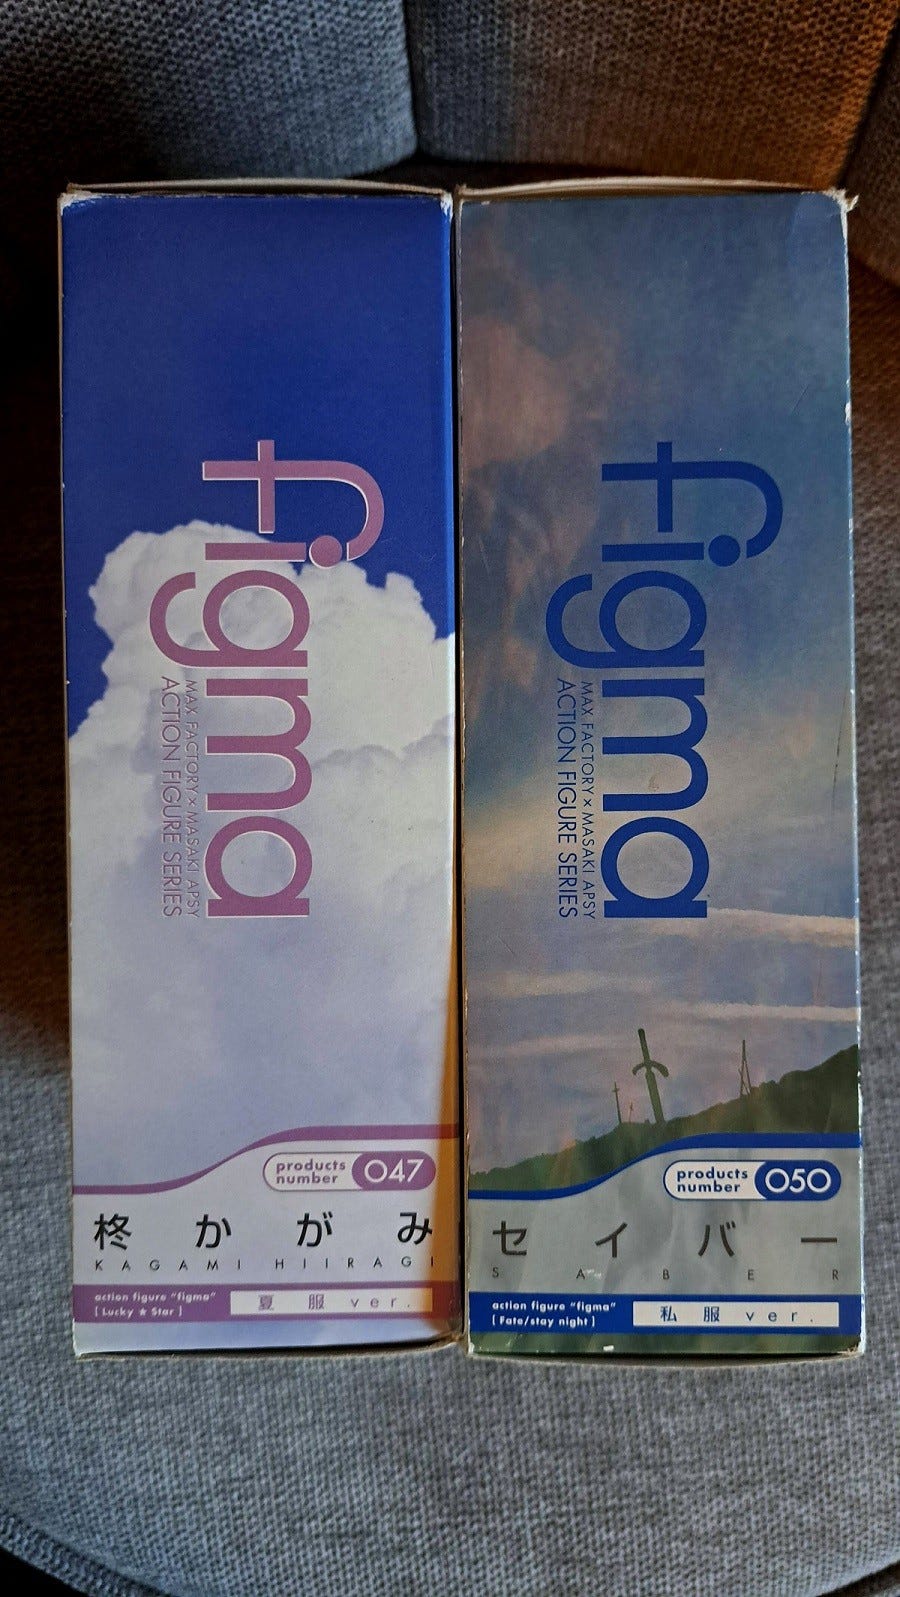 figma
MAX FACTORY × MASAKI APSY
ACTION FIGURE SERIES
products
number 047
柊かがみ
KAGAMI HIIRAGI
action figure "figma"
[ Lucky ★ Star ]
夏服 ver.
figma
MAX FACTORY × MASAKI APSY
ACTION FIGURE SERIES
products
number 050
セイバー
SABER
action figure "figma"
[ Fate/stay night ]
私服 ver.